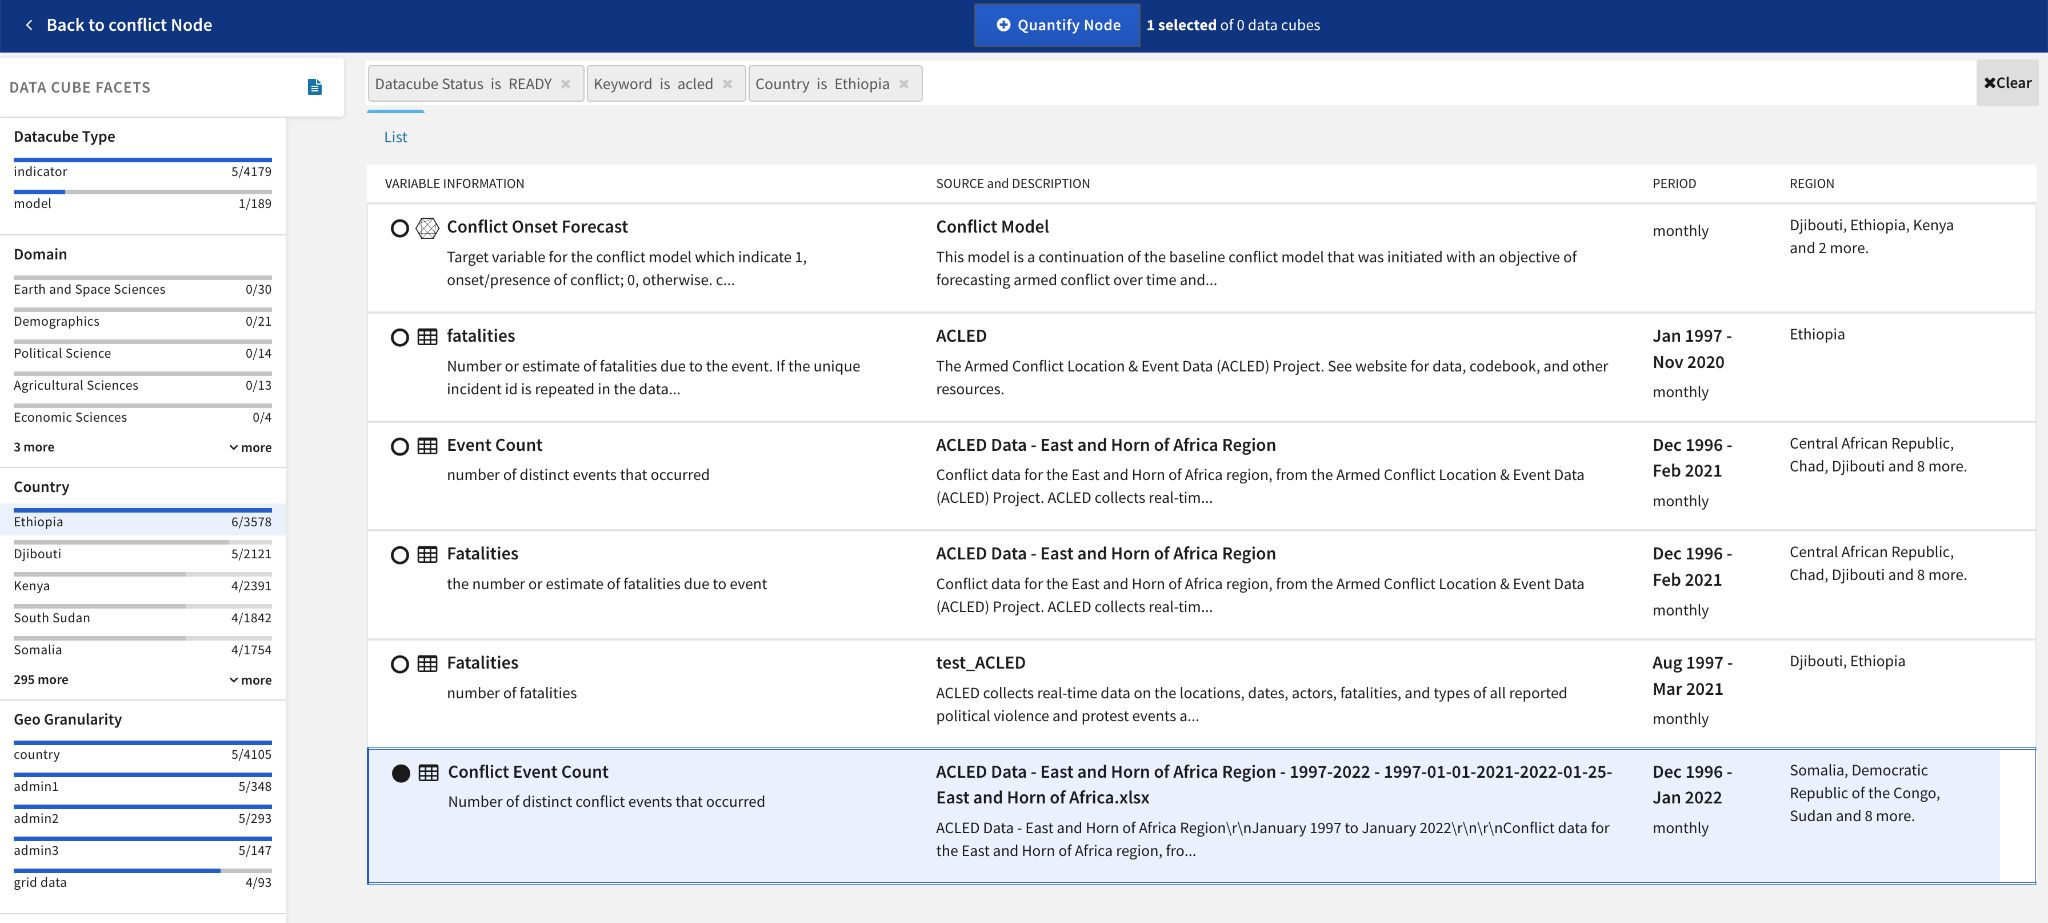 Back to conflict Node
Quantify Node
1 selected of 0 data cubes
DATA CUBE FACETS
Datacube Status is READY
Keyword is acled
Country is Ethiopia
Clear
List
Datacube Type
indicator 5/4179
model 1/189
Domain
Earth and Space Sciences 0/30
Demographics 0/21
Political Science 0/14
Agricultural Sciences 0/13
Economic Sciences 0/4
3 more more
Country
Ethiopia 6/3578
Djibouti 5/2121
Kenya 4/2391
South Sudan 4/1842
Somalia 4/1754
295 more more
Geo Granularity
country 5/4105
admin1 5/348
admin2 5/293
admin3 5/147
grid data 4/93
VARIABLE INFORMATION SOURCE and DESCRIPTION PERIOD REGION
Conflict Onset Forecast
Target variable for the conflict model which indicate 1,
onset/presence of conflict; 0, otherwise. c...
Conflict Model
This model is a continuation of the baseline conflict model that was initiated with an objective of
forecasting armed conflict over time and...
monthly
Djibouti, Ethiopia, Kenya
and 2 more.
fatalities
Number or estimate of fatalities due to the event. If the unique
incident id is repeated in the data...
ACLED
The Armed Conflict Location & Event Data (ACLED) Project. See website for data, codebook, and other
resources.
Jan 1997 -
Nov 2020
monthly
Ethiopia
Event Count
number of distinct events that occurred
ACLED Data - East and Horn of Africa Region
Conflict data for the East and Horn of Africa region, from the Armed Conflict Location & Event Data
(ACLED) Project. ACLED collects real-tim...
Dec 1996 -
Feb 2021
monthly
Central African Republic,
Chad, Djibouti and 8 more.
Fatalities
the number or estimate of fatalities due to event
ACLED Data - East and Horn of Africa Region
Conflict data for the East and Horn of Africa region, from the Armed Conflict Location & Event Data
(ACLED) Project. ACLED collects real-tim...
Dec 1996 -
Feb 2021
monthly
Central African Republic,
Chad, Djibouti and 8 more.
Fatalities
number of fatalities
test_ACLED
ACLED collects real-time data on the locations, dates, actors, fatalities, and types of all reported
political violence and protest events a...
Aug 1997 -
Mar 2021
monthly
Djibouti, Ethiopia
Conflict Event Count
Number of distinct conflict events that occurred
ACLED Data - East and Horn of Africa Region - 1997-2022 - 1997-01-01-2021-2022-01-25-
East and Horn of Africa.xlsx
ACLED Data - East and Horn of Africa Region\r\nJanuary 1997 to January 2022\r\n\r\nConflict data for
the East and Horn of Africa region, fro...
Dec 1996 -
Jan 2022
monthly
Somalia, Democratic
Republic of the Congo,
Sudan and 8 more.